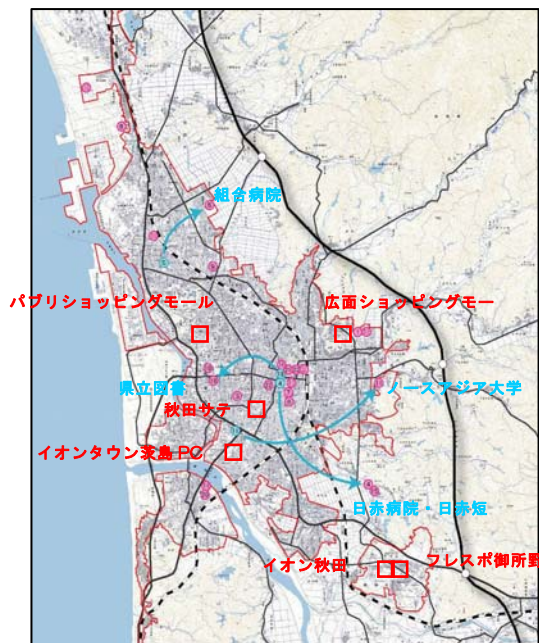 組合病院
パブリショッピングモール
広面ショッピングモー
県立図書
ノースアジア大学
秋田サテ
イオンタウン茨島 PC
日赤病院・日赤短
イオン秋田
フレスポ御所野